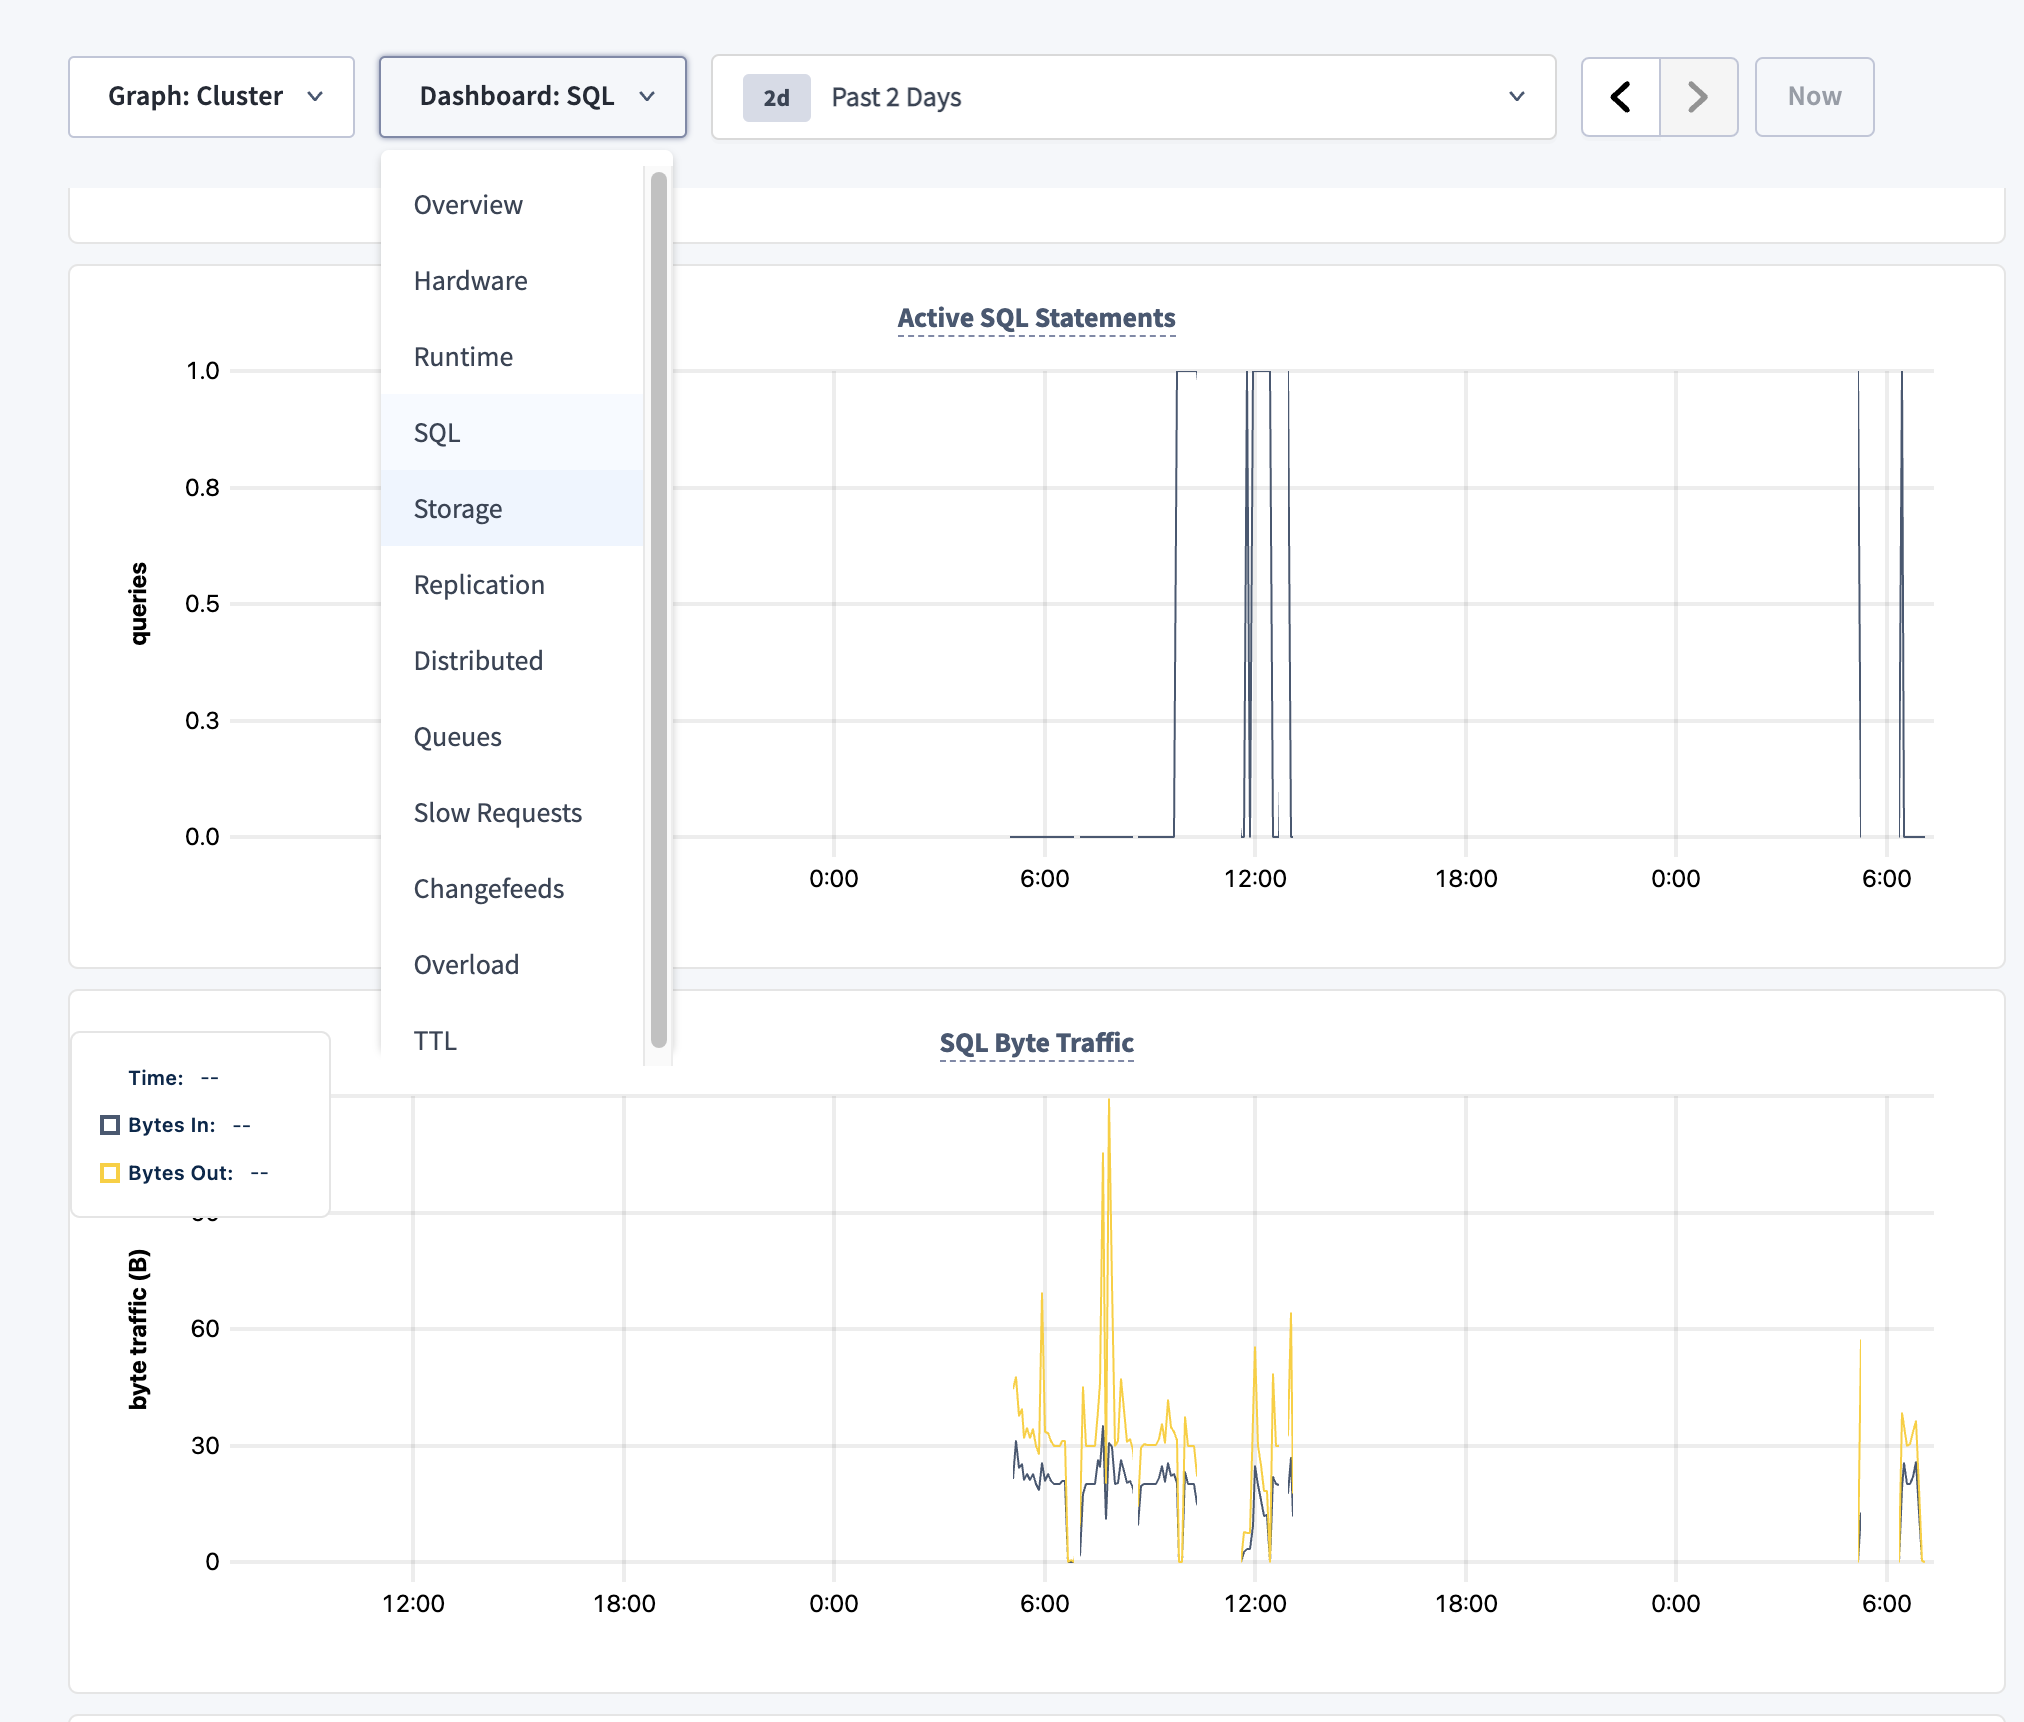 Graph: Cluster
Dashboard: SQL
2d Past 2 Days
Now
Overview
Hardware
Runtime
SQL
Storage
Replication
Distributed
Queues
Slow Requests
Changefeeds
Overload
TTL
Active SQL Statements
queries
1.0
0.8
0.5
0.3
0.0
0:00 6:00 12:00 18:00 0:00 6:00
SQL Byte Traffic
Time: --
Bytes In: --
Bytes Out: --
byte traffic (B)
60
30
0
12:00 18:00 0:00 6:00 12:00 18:00 0:00 6:00